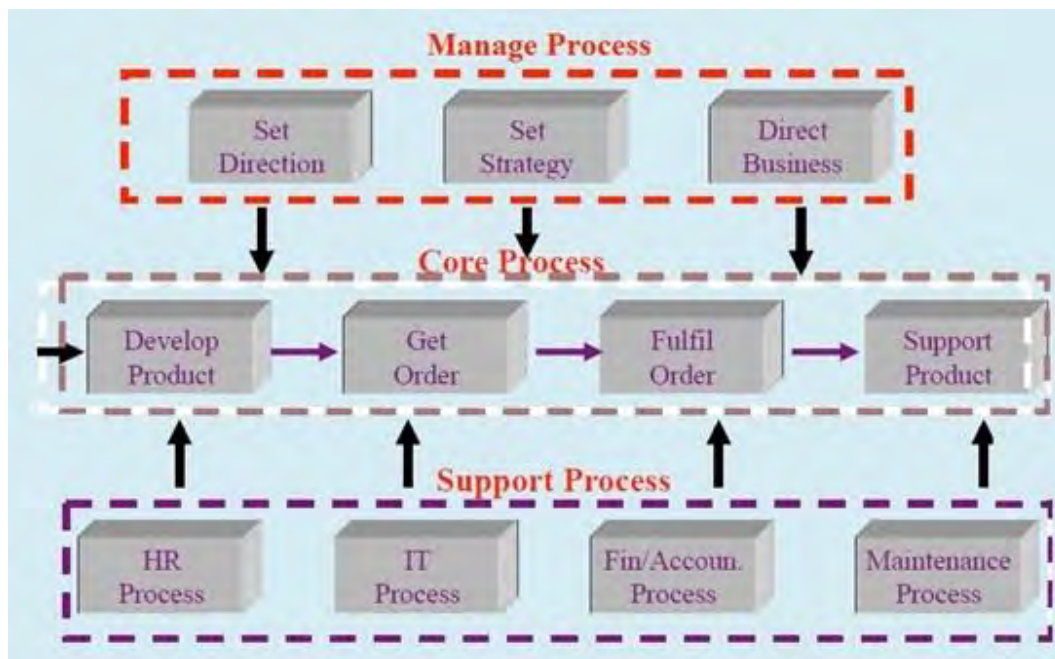 Manage Process
Set
Direction
Set
Strategy
Direct
Business
Core Process
Develop
Product
Get
Order
Fulfil
Order
Support
Product
Support Process
HR
Process
IT
Process
Fin/Accoun.
Process
Maintenance
Process